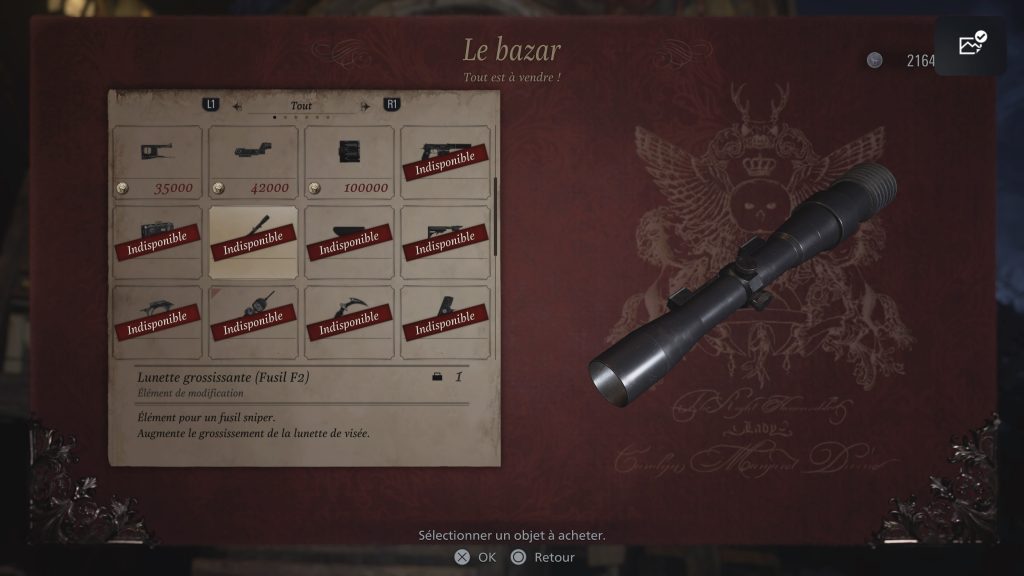 Le bazar
Tout est à vendre !
2164
L1 Tout R1
35000 42000 100000 Indisponible
Indisponible Indisponible Indisponible Indisponible
Indisponible Indisponible Indisponible Indisponible
Lunette grossissante (Fusil F2) 1
Élément de modification
Élément pour un fusil sniper.
Augmente le grossissement de la lunette de visée.
Lady
Sélectionner un objet à acheter.
OK Retour